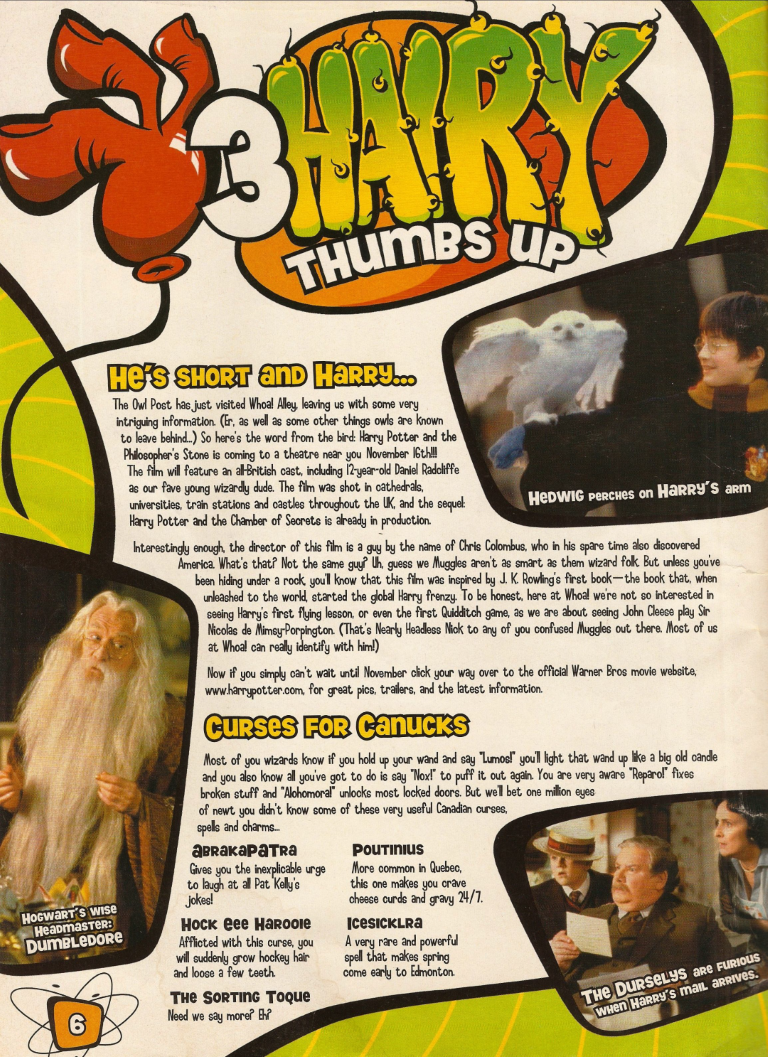 3 HAIRY
THUMBS UP
HE'S SHORT AND HARRY...
The Owl Post has just visited Whoa! Alley, leaving us with some very
intriguing information. (Er, as well as some other things owls are known
to leave behind...) So here's the word from the bird: Harry Potter and the
Philosopher's Stone is coming to a theatre near you November 16th!!!
The film will feature an all-British cast, including 12-year-old Daniel Radcliffe
as our fave young wizardly dude. The film was shot in cathedrals,
universities, train stations and castles throughout the UK, and the sequel:
Harry Potter and the Chamber of Secrets is already in production.
HEDWIG PERCHES ON HARRY'S ARM
Interestingly enough, the director of this film is a guy by the name of Chris Colombus, who in his spare time also discovered
America. What's that? Not the same guy? Uh, guess we Muggles aren't as smart as them wizard folk. But unless you've
been hiding under a rock, you'll know that this film was inspired by J. K. Rowling's first book—the book that, when
unleashed to the world, started the global Harry frenzy. To be honest, here at Whoa! we're not so interested in
seeing Harry's first flying lesson, or even the first Quidditch game, as we are about seeing John Cleese play Sir
Nicolas de Mimsy-Porpington. (That's Nearly Headless Nick to any of you confused Muggles out there. Most of us
at Whoa! can really identify with him!)
Now if you simply can't wait until November click your way over to the official Warner Bros movie website,
www.harrypotter.com, for great pics, trailers, and the latest information.
CURSES FOR CANUCKS
Most of you wizards know if you hold up your wand and say "Lumos!" you'll light that wand up like a big old candle
and you also know all you've got to do is say "Nox!" to puff it out again. You are very aware "Reparo!" fixes
broken stuff and "Alohomora!" unlocks most locked doors. But we'll bet one million eyes
of newt you didn't know some of these very useful Canadian curses,
spells and charms...
ABRAKAPATRA
Gives you the inexplicable urge
to laugh at all Pat Kelly's
jokes!
HOCK EEE HAROOIE
Afflicted with this curse, you
will suddenly grow hockey hair
and loose a few teeth.
THE SORTING TOQUE
Need we say more? Eh?
POUTINIUS
More common in Quebec,
this one makes you crave
cheese curds and gravy 24/7.
ICESICKLRA
A very rare and powerful
spell that makes spring
come early to Edmonton.
HOGWART'S WISE
HEADMASTER:
DUMBLEDORE
THE DURSELYS ARE FURIOUS
WHEN HARRY'S MAIL ARRIVES.
6